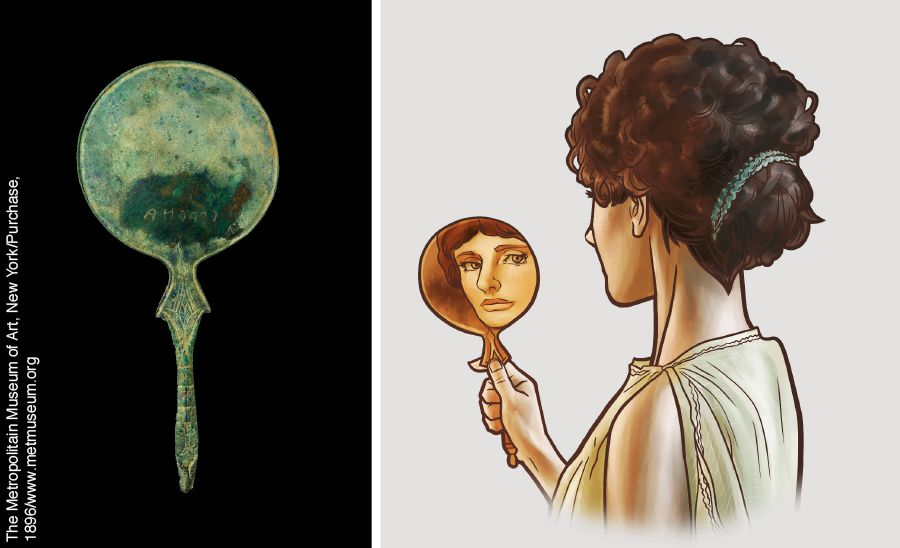 The Metropolitain Museum of Art, New York/Purchase,
1896/www.metmuseum.org